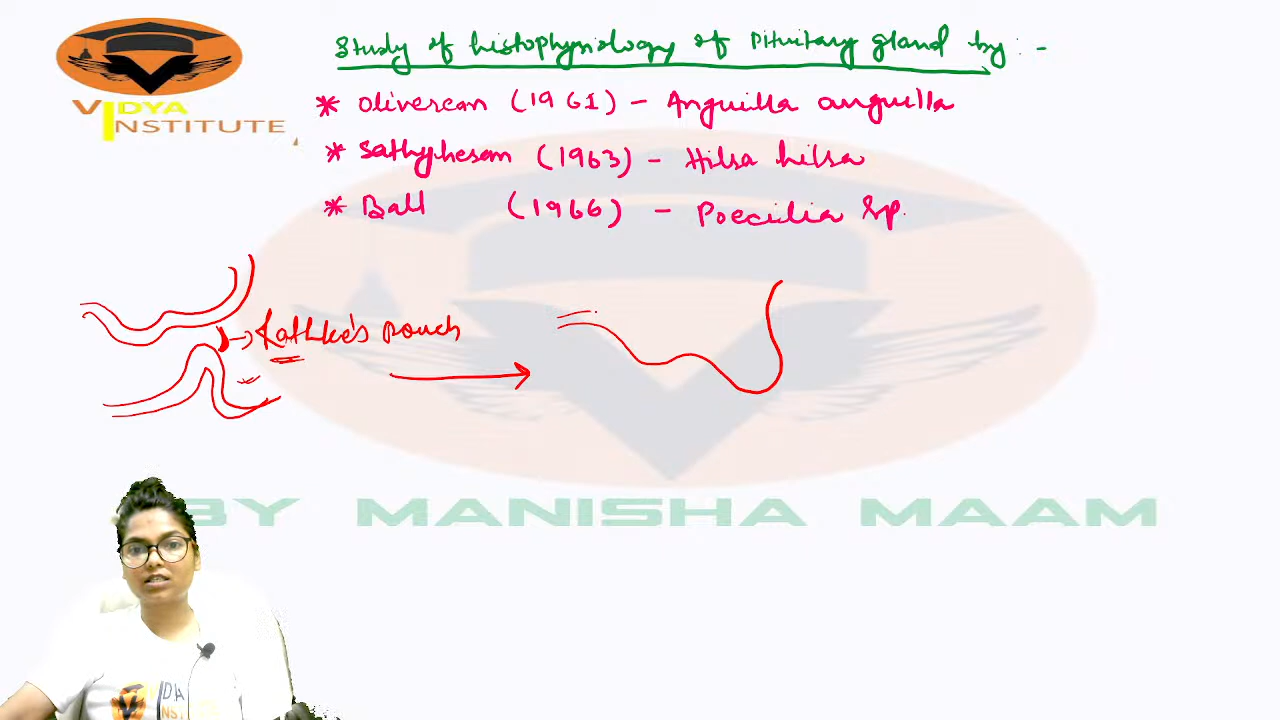 VIDYA
INSTITUTE
Study of histophysiology of Pituitary gland by : -
* Olivereau (1961) - Anguilla anguilla
* Sathyhesan (1963) - Hilsa hilsa
* Ball (1966) - Poecilia Sp.
Rathke's pouch
BY MANISHA MAAM